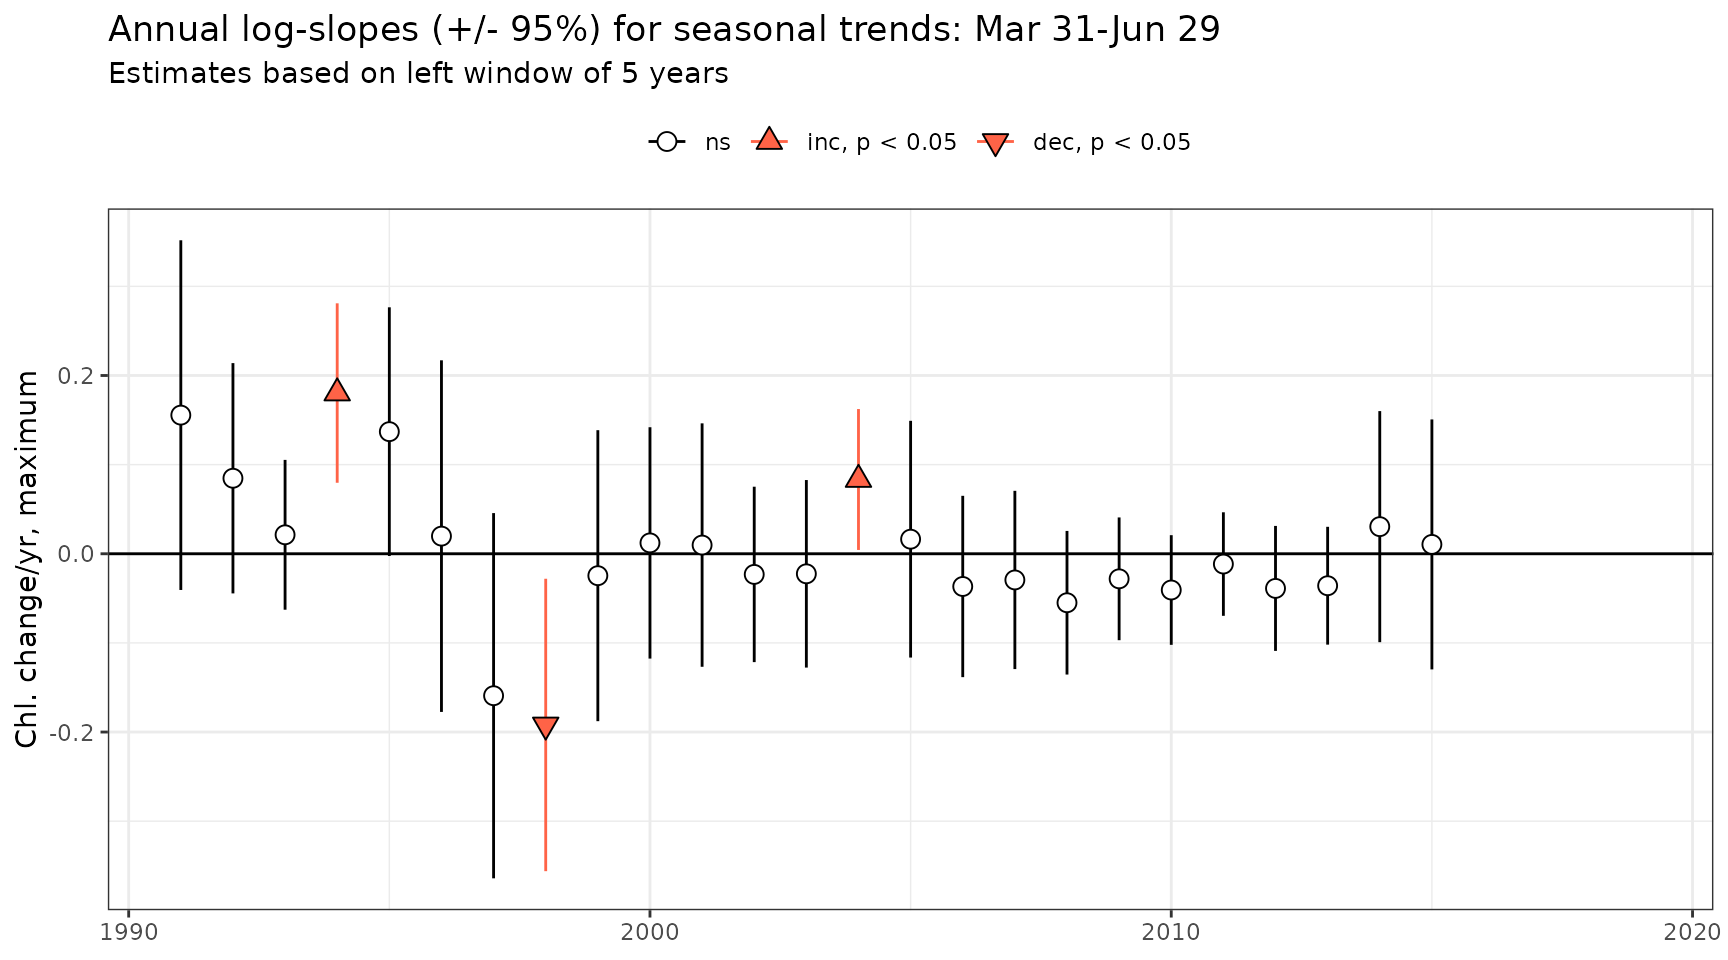 Annual log-slopes (+/- 95%) for seasonal trends: Mar 31-Jun 29
Estimates based on left window of 5 years
ns inc, p < 0.05 dec, p < 0.05
Chl. change/yr, maximum
0.2
0.0
-0.2
1990 2000 2010 2020